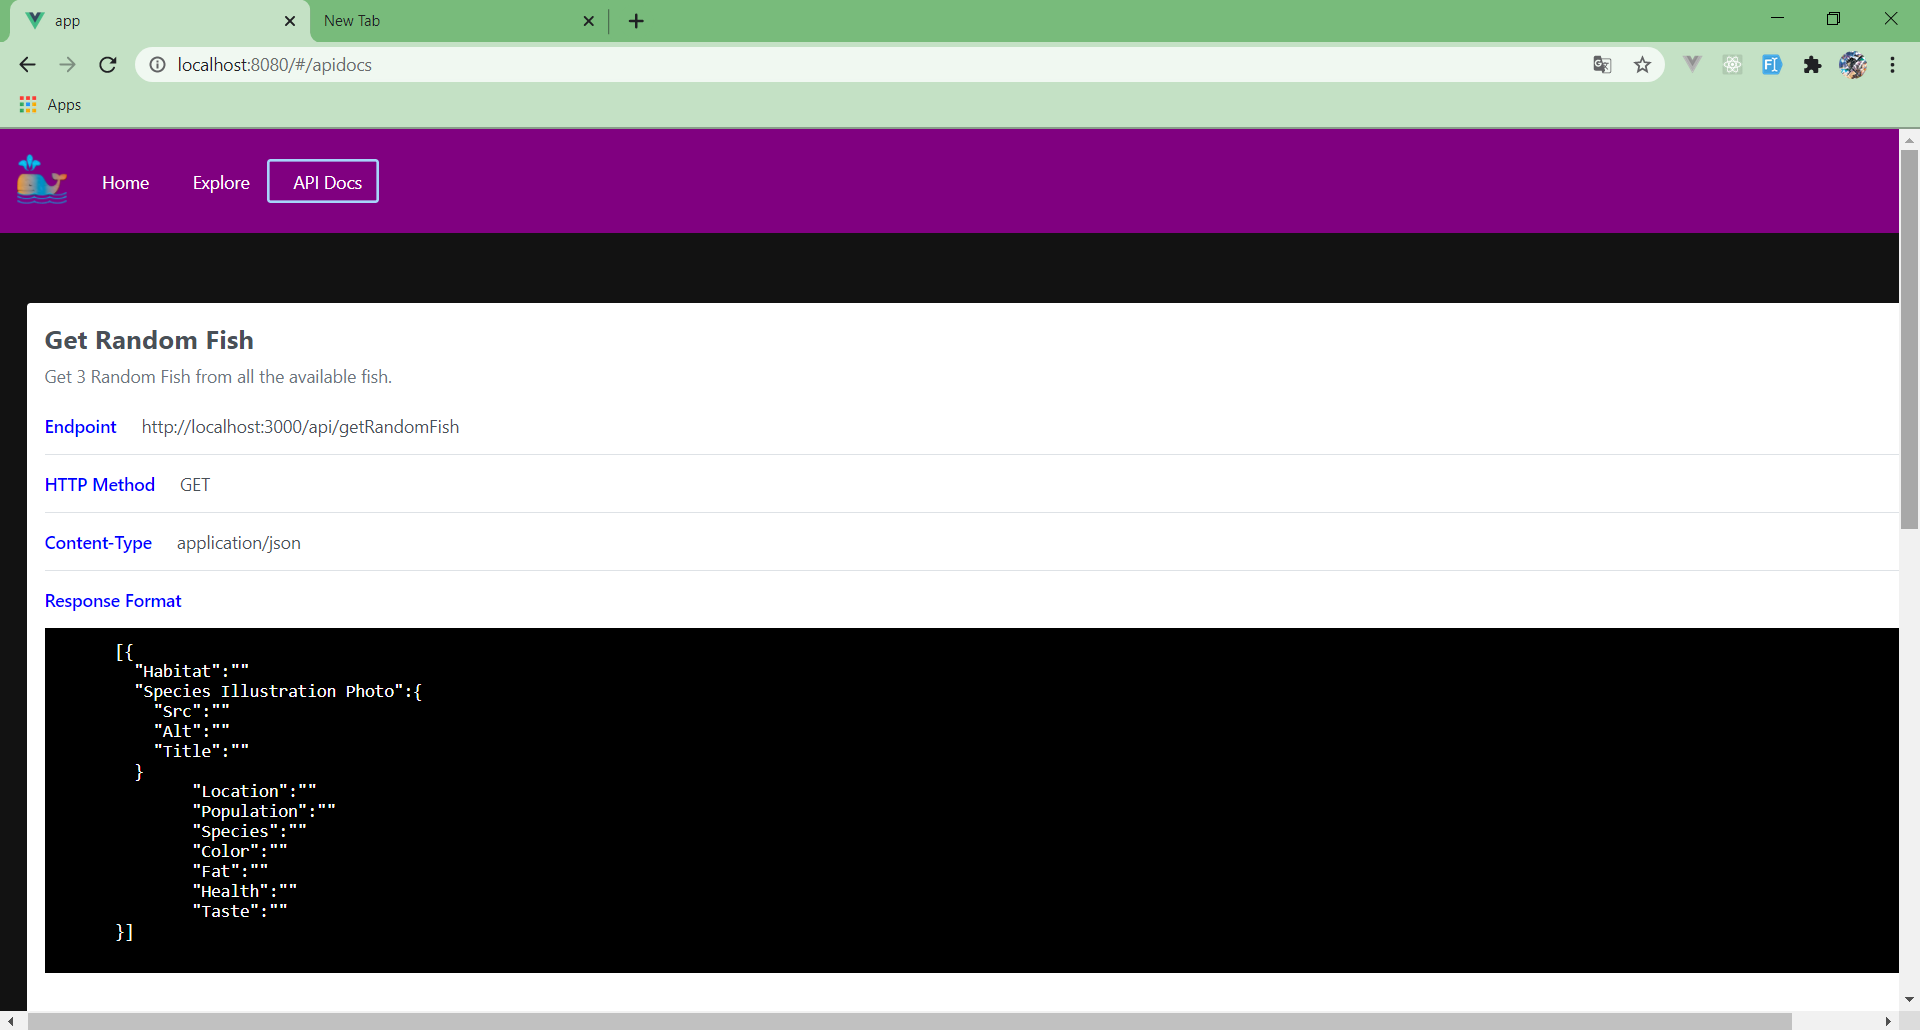 app
New Tab
localhost:8080/#/apidocs
Apps
Home Explore API Docs
Get Random Fish
Get 3 Random Fish from all the available fish.
Endpoint http://localhost:3000/api/getRandomFish
HTTP Method GET
Content-Type application/json
Response Format
[{
"Habitat":""
"Species Illustration Photo":{
"Src":""
"Alt":""
"Title":""
}
"Location":""
"Population":""
"Species":""
"Color":""
"Fat":""
"Health":""
"Taste":""
}]